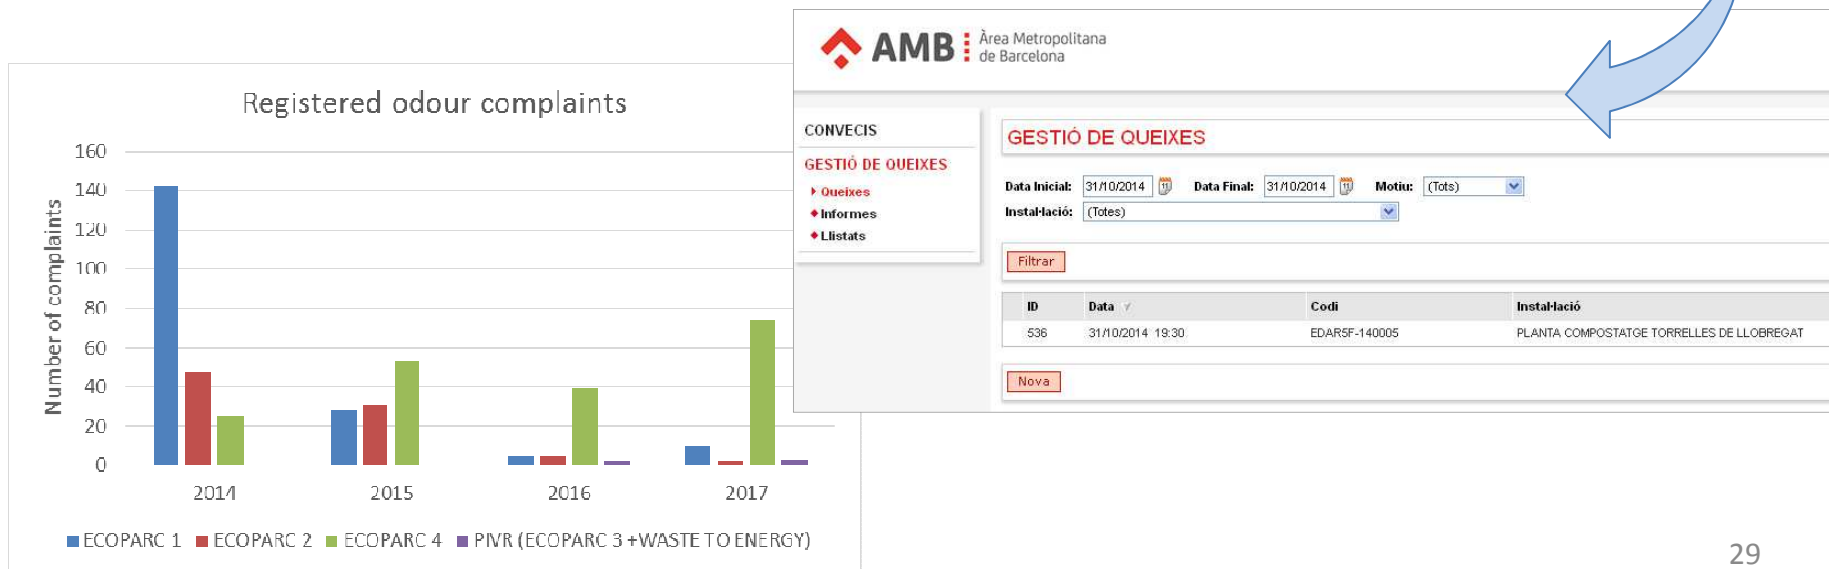 Registered odour complaints
Number of complaints
160
140
120
100
80
60
40
20
0
2014
2015
2016
2017
ECOPARC 1
ECOPARC 2
ECOPARC 4
PIVR (ECOPARC 3 +WASTE TO ENERGY)
AMB
Àrea Metropolitana
de Barcelona
CONVECIS
GESTIÓ DE QUEIXES
Queixes
Informes
Llistats
GESTIÓ DE QUEIXES
Data Inicial: 31/10/2014 11 Data Final: 31/10/2014 11 Motiu: (Tots)
Instal·lació: (Totes)
Filtrar
ID Data Codi Instal·lació
536 31/10/2014 19:30 EDAR5F-140005 PLANTA COMPOSTATGE TORRELLES DE LLOBREGAT
Nova
29